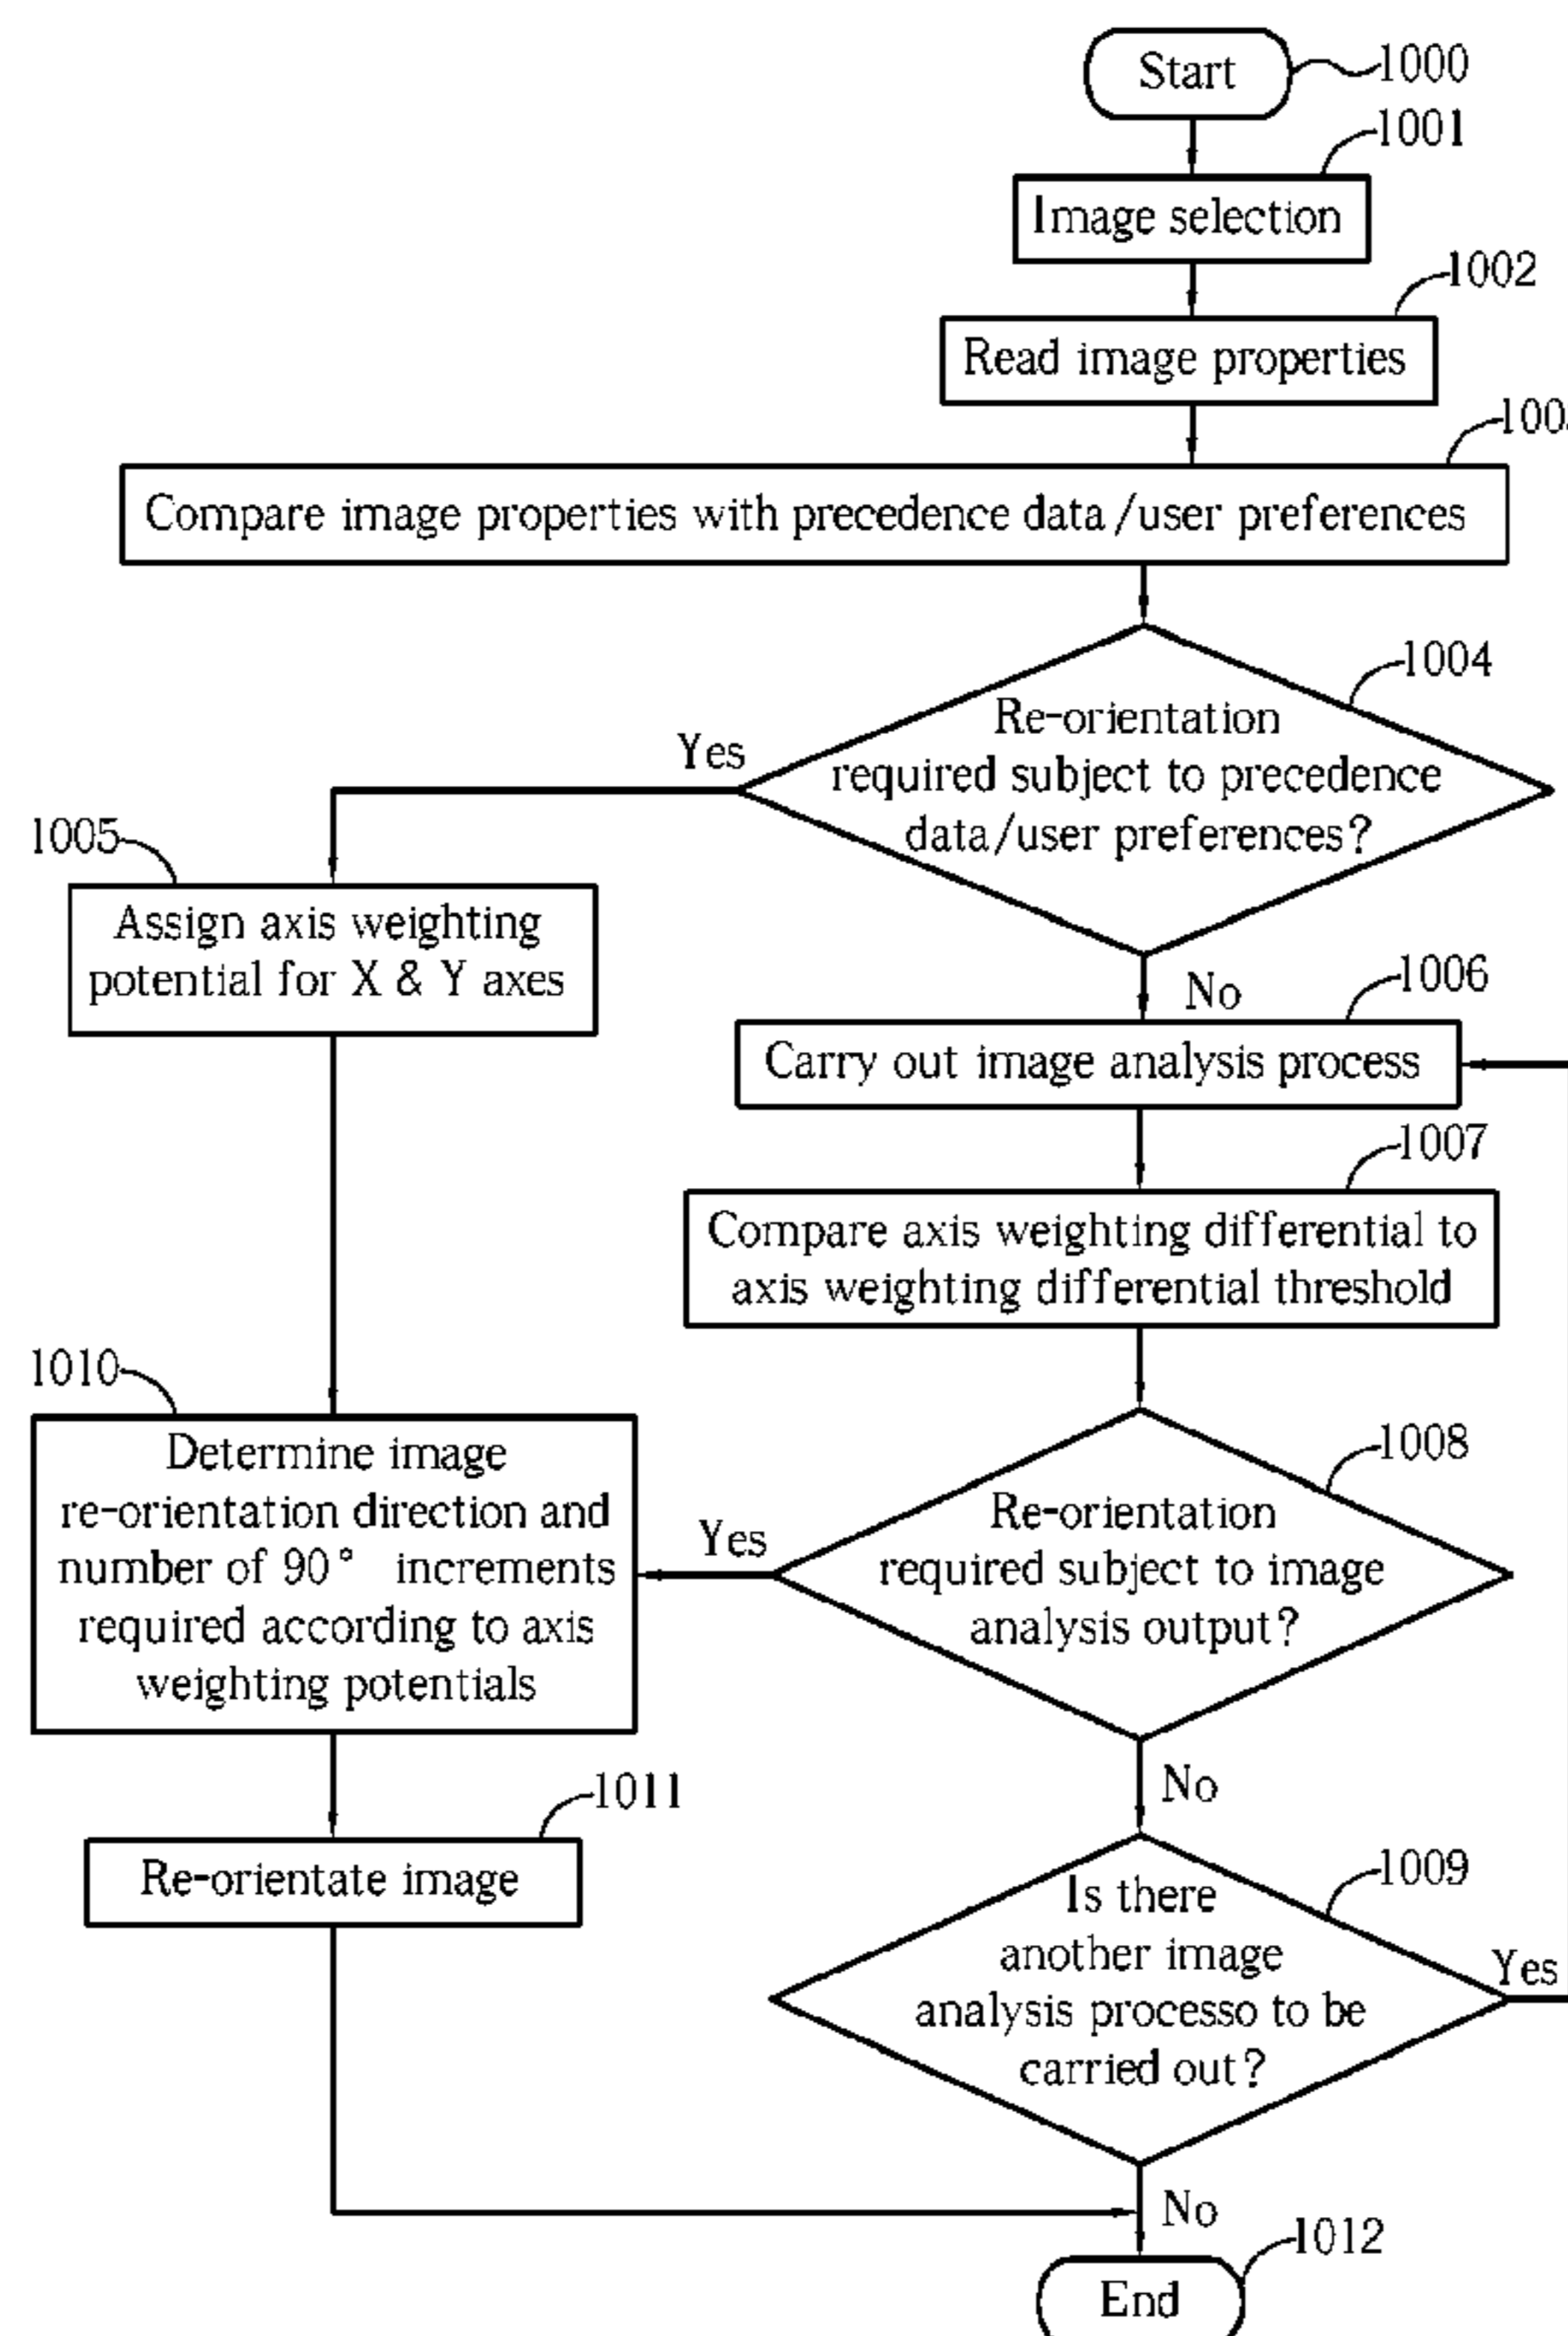 Start
1000
1001
Image selection
1002
Read image properties
Compare image properties with precedence data/user preferences
1004
Re-orientation
required subject to precedence
data/user preferences?
Yes
No
1005
Assign axis weighting
potential for X & Y axes
1006
Carry out image analysis process
1007
Compare axis weighting differential to
axis weighting differential threshold
1008
Re-orientation
required subject to image
analysis output?
Yes
No
1010
Determine image
re-orientation direction and
number of 90° increments
required according to axis
weighting potentials
1011
Re-orientate image
1009
Is there
another image
analysis processo to be
carried out?
Yes
No
1012
End